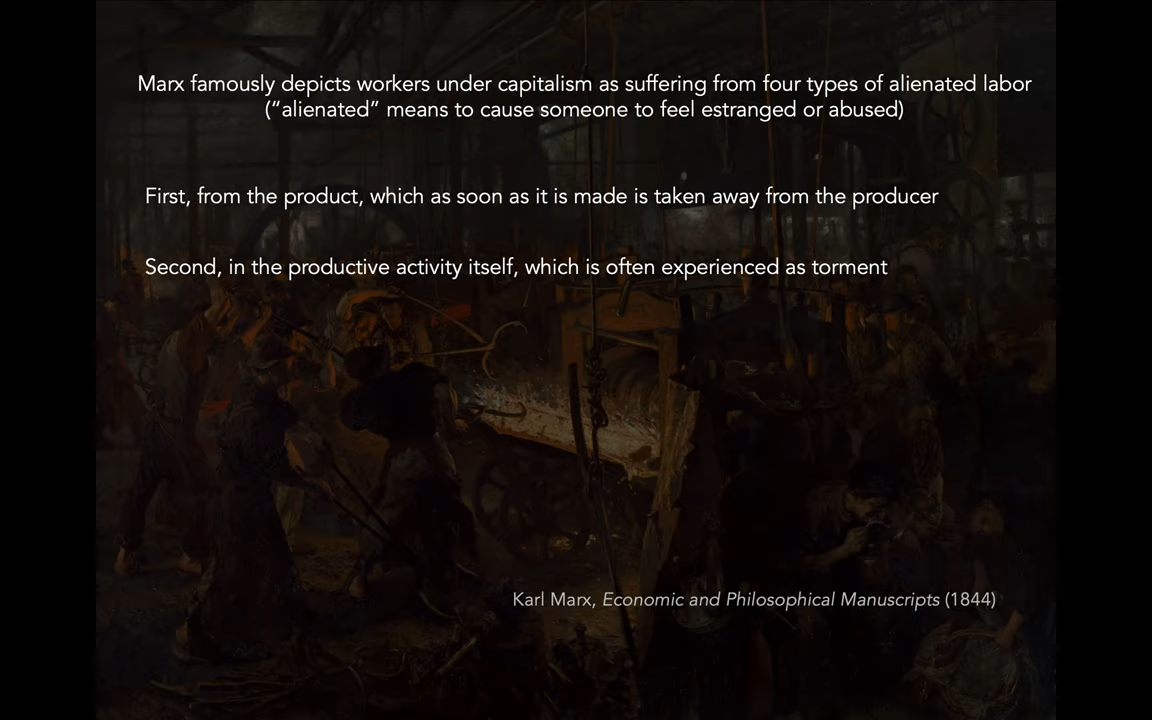 Marx famously depicts workers under capitalism as suffering from four types of alienated labor
(“alienated” means to cause someone to feel estranged or abused)
First, from the product, which as soon as it is made is taken away from the producer
Second, in the productive activity itself, which is often experienced as torment
Karl Marx, Economic and Philosophical Manuscripts (1844)